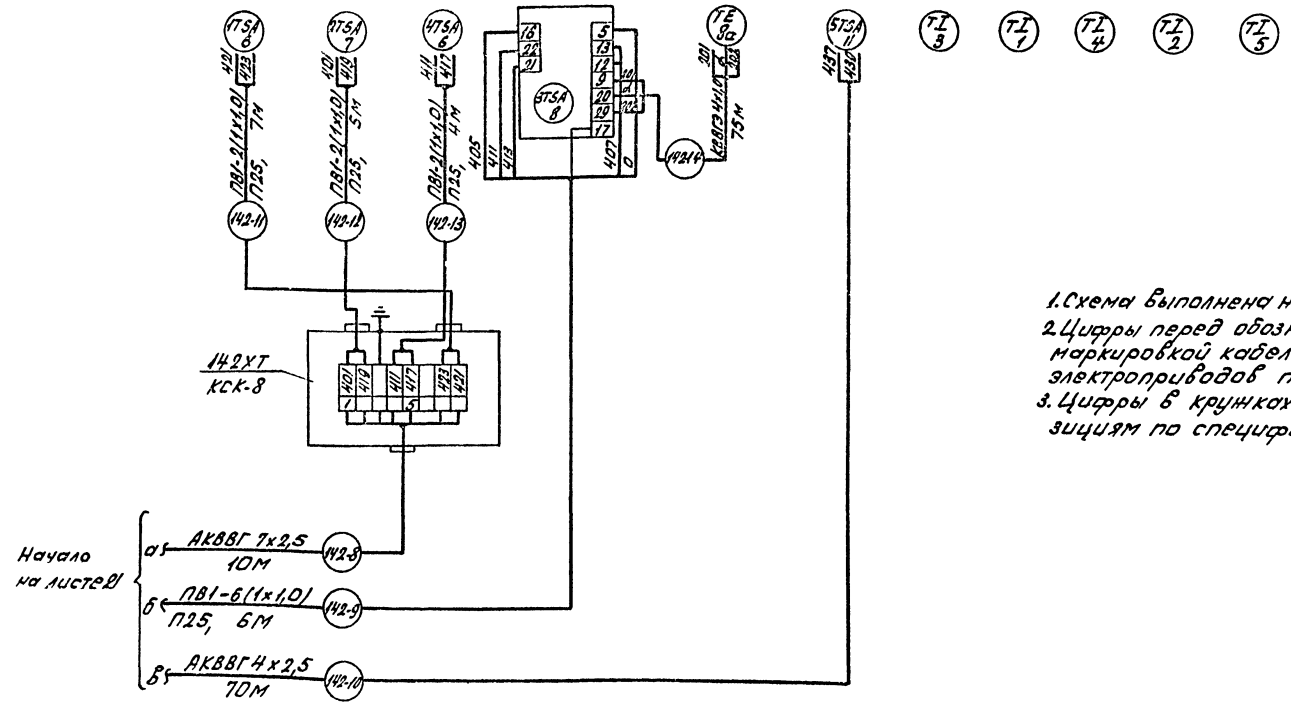 1TSA 6
2TSA 7
4TSA 6
3TSA 8
TE 8а
5TSA 11
TI 3
TI 1
TI 4
TI 2
TI 5
421
423
401
419
411
417
16
22
21
5
13
12
9
20
29
17
201
202
437
439
ПВ1-2(1х1,0)
П25, 7м
ПВ1-2(1х1,0)
П25, 5м
ПВ1-2(1х1,0)
П25, 4м
405
411
413
407
0
КВВГЭ 4х1,0
75м
142-11
142-12
142-13
142-14
142ХТ
КСК-8
401
419
411
417
423
421
1
5
1. Схема выполнена н
2. Цифры перед обозн
маркировкой кабел
электроприводов п
3. Цифры в кружках
зициям по специф
Начало
на листе 21
а
АКВВГ 7х2,5
10м
142-8
б
ПВ1-6(1х1,0)
П25, 6м
142-9
в
АКВВГ 4х2,5
70м
142-10